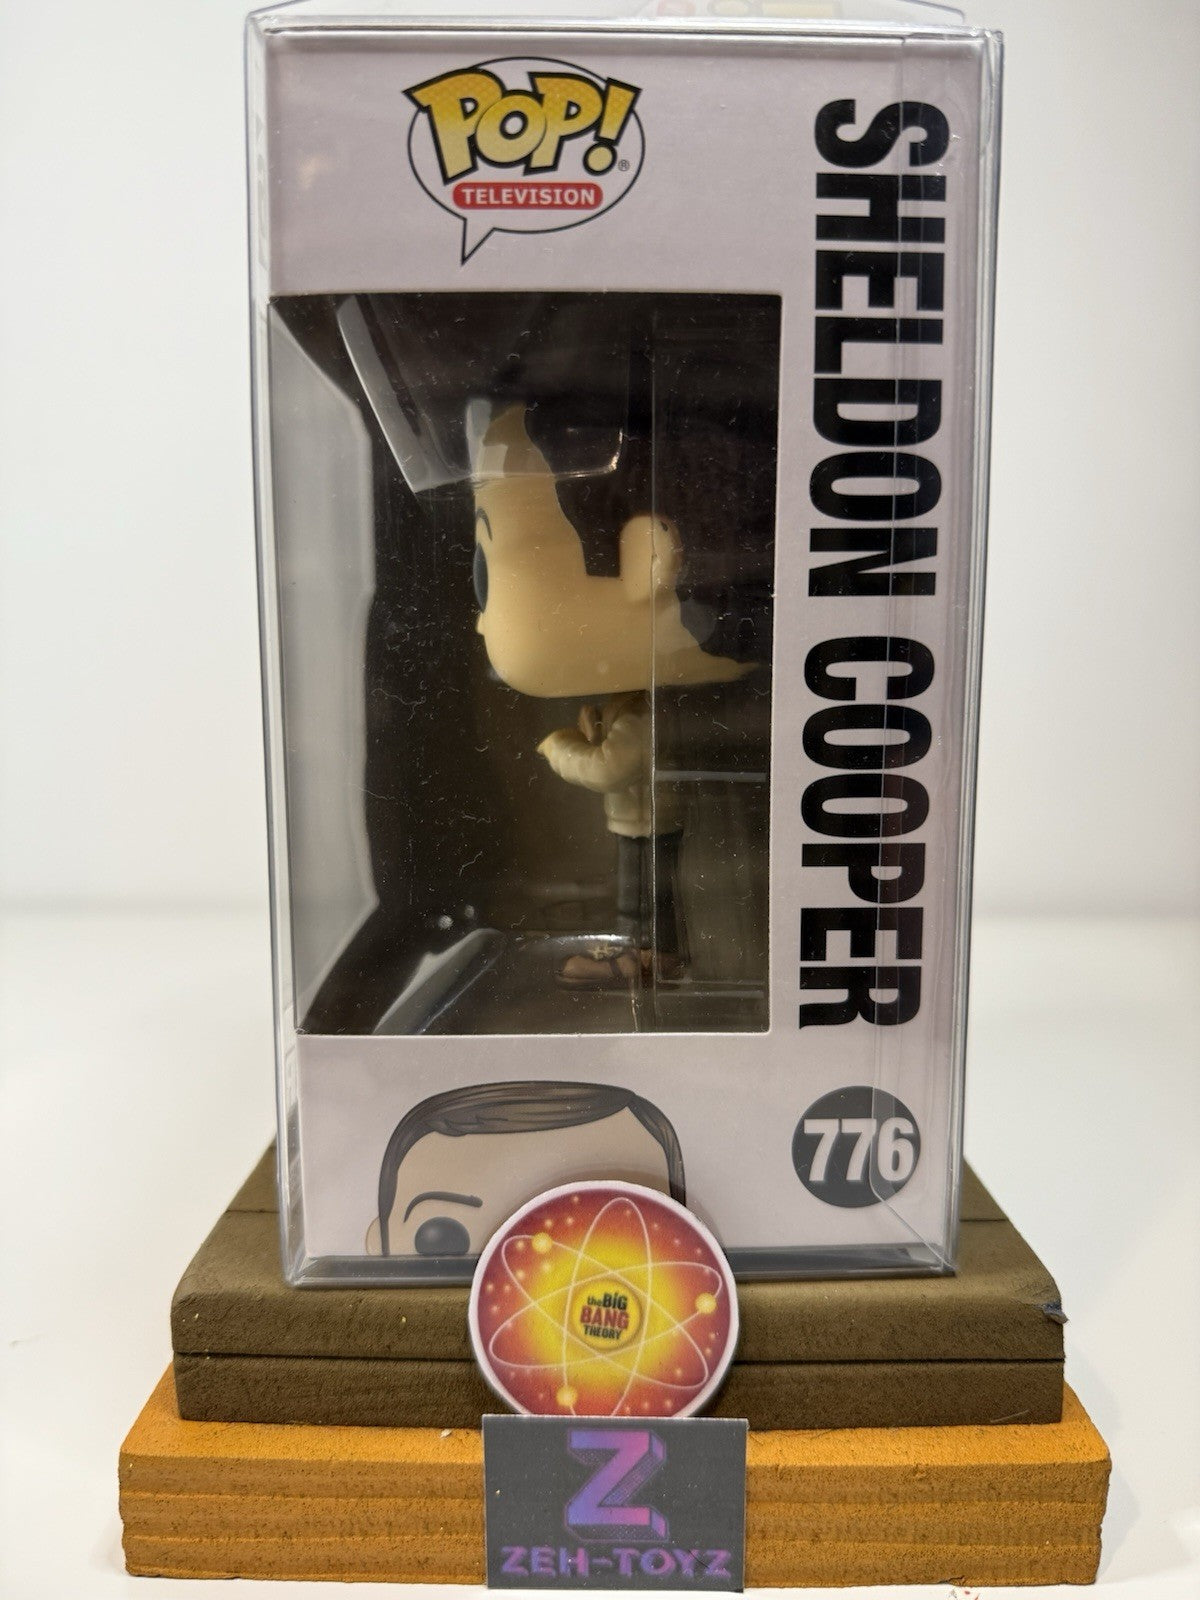 POP!®
TELEVISION
SHELDON COOPER
776
the BiG
BANG
THEORY
Z
ZEH-TOYZ